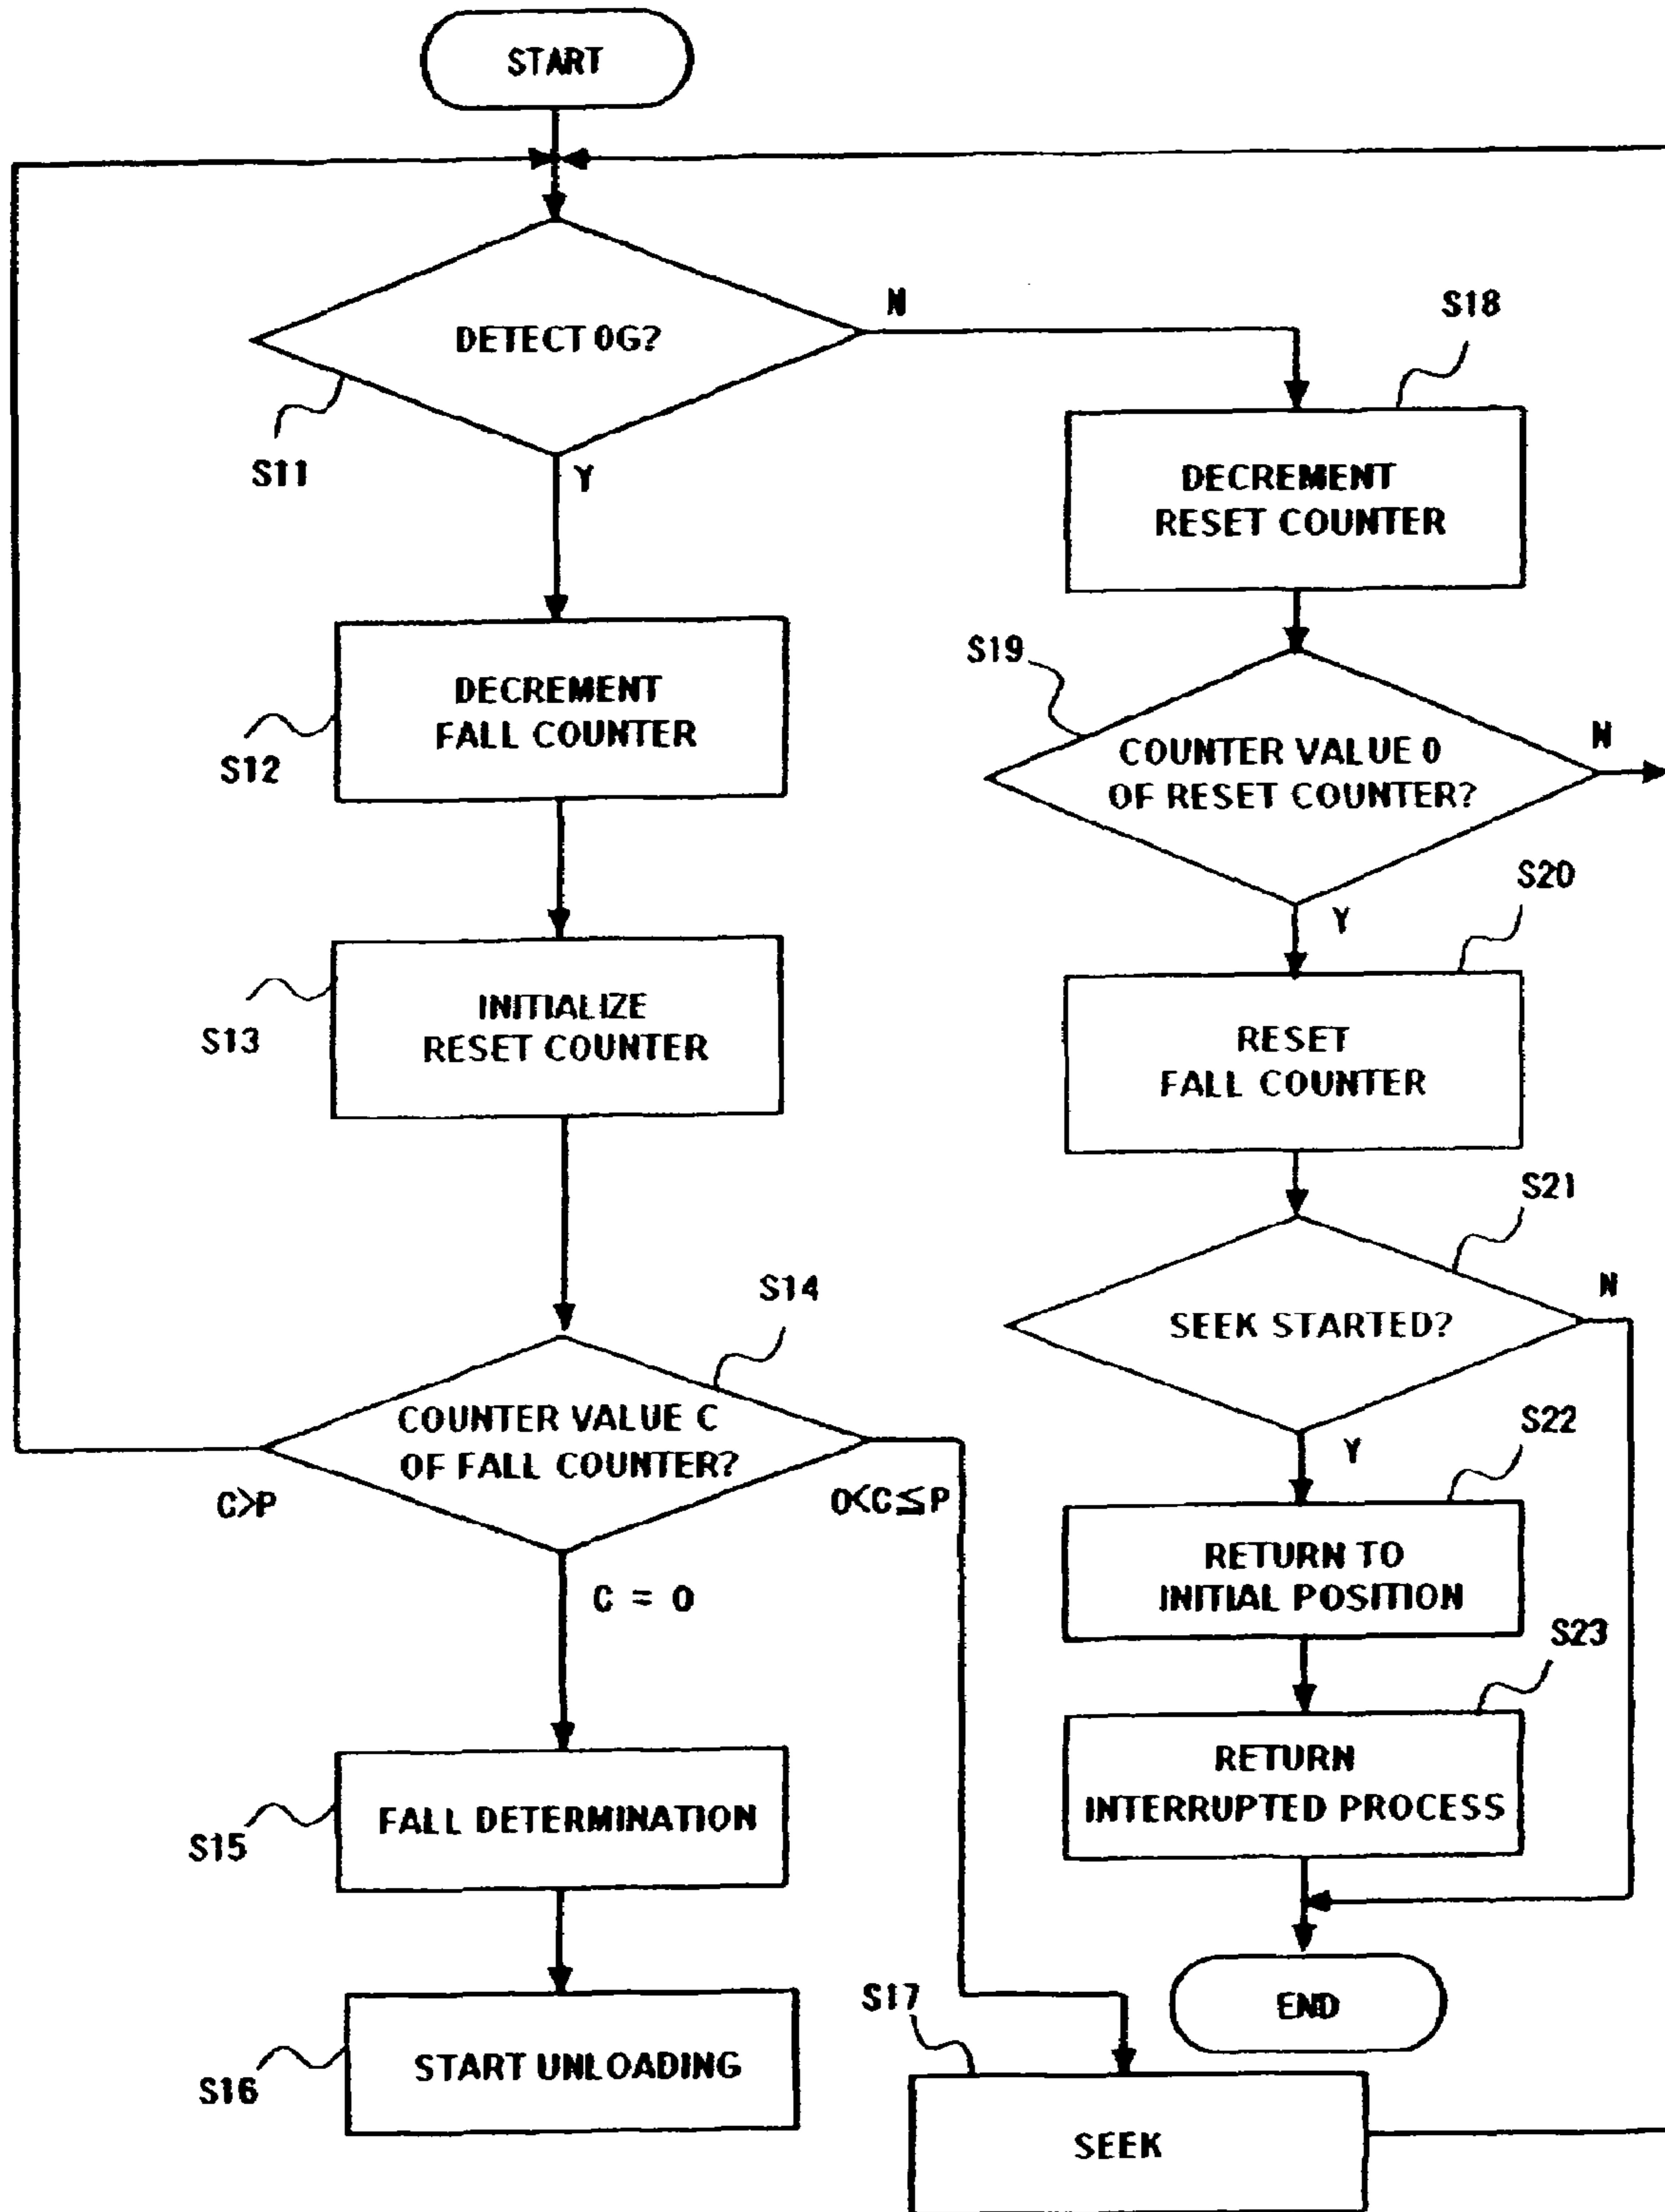 START
DETECT 0G?
N
S11
Y
S18
DECREMENT
RESET COUNTER
DECREMENT
FALL COUNTER
S12
S19
COUNTER VALUE 0
OF RESET COUNTER?
N
Y
INITIALIZE
RESET COUNTER
S13
S20
RESET
FALL COUNTER
S14
COUNTER VALUE C
OF FALL COUNTER?
C>P
0<C≦P
C = 0
S21
SEEK STARTED?
N
Y
S22
RETURN TO
INITIAL POSITION
S23
RETURN
INTERRUPTED PROCESS
FALL DETERMINATION
S15
START UNLOADING
S16
END
S17
SEEK